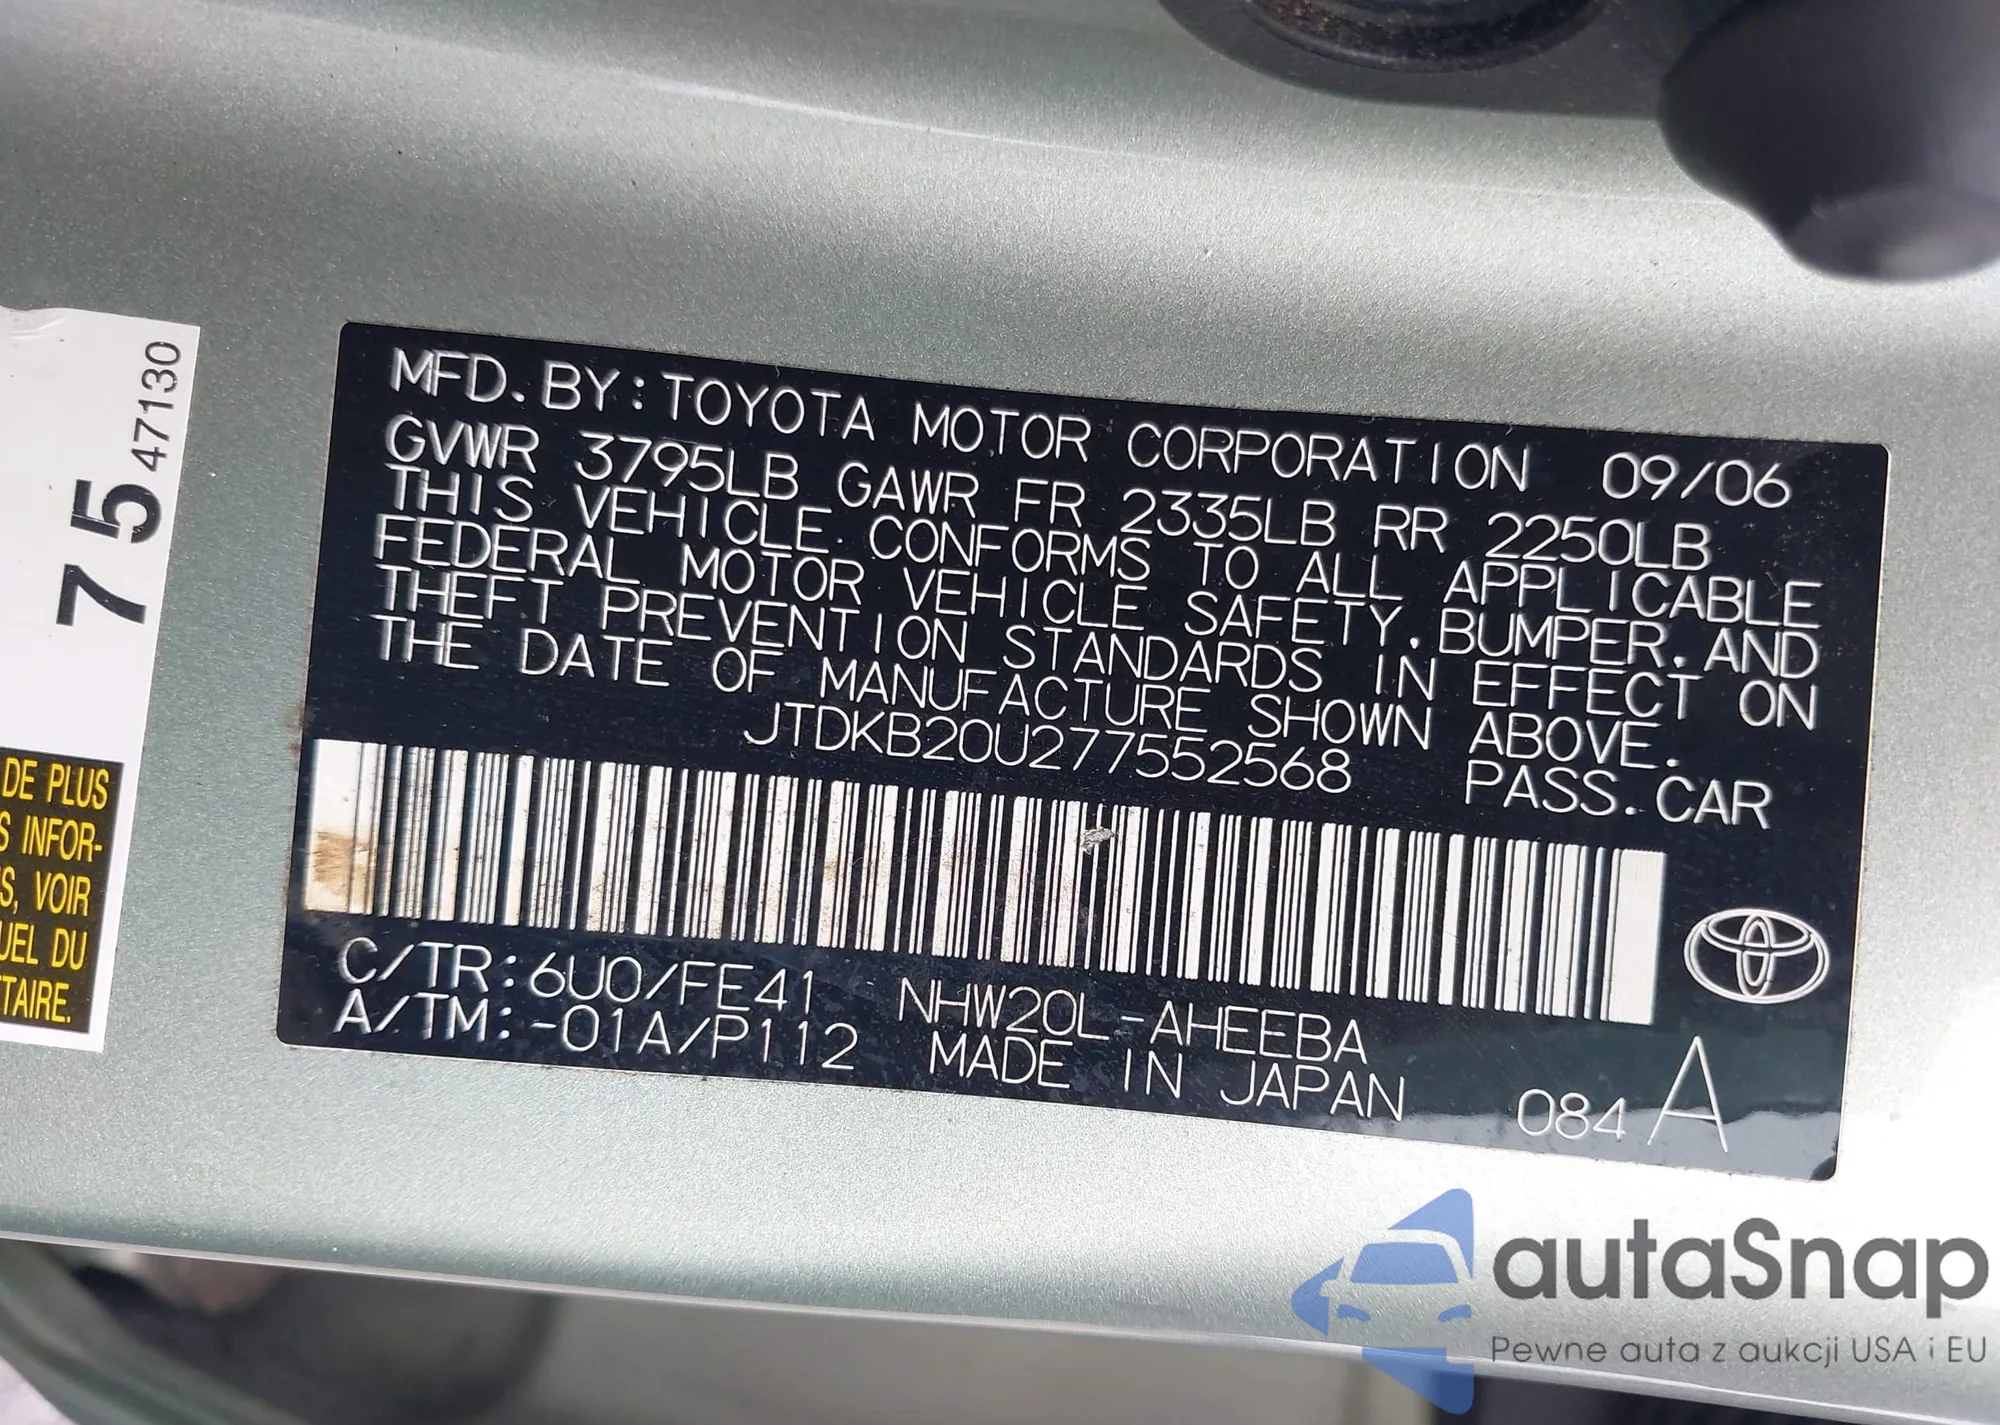 MFD. BY: TOYOTA MOTOR CORPORATION 09/06
GVWR 3795LB GAWR FR 2335LB RR 2250LB
THIS VEHICLE CONFORMS TO ALL APPLICABLE
FEDERAL MOTOR VEHICLE SAFETY, BUMPER, AND
THEFT PREVENTION STANDARDS IN EFFECT ON
THE DATE OF MANUFACTURE SHOWN ABOVE.
JTDKB20U277552568 PASS. CAR
C/TR: 6U0/FE41 NHW20L-AHEEBA
A/TM: -01A/P112 MADE IN JAPAN 084 A
75 47130
DE PLUS
S INFOR-
S, VOIR
UEL DU
TAIRE.
autaSnap
Pewne auta z aukcji USA i EU